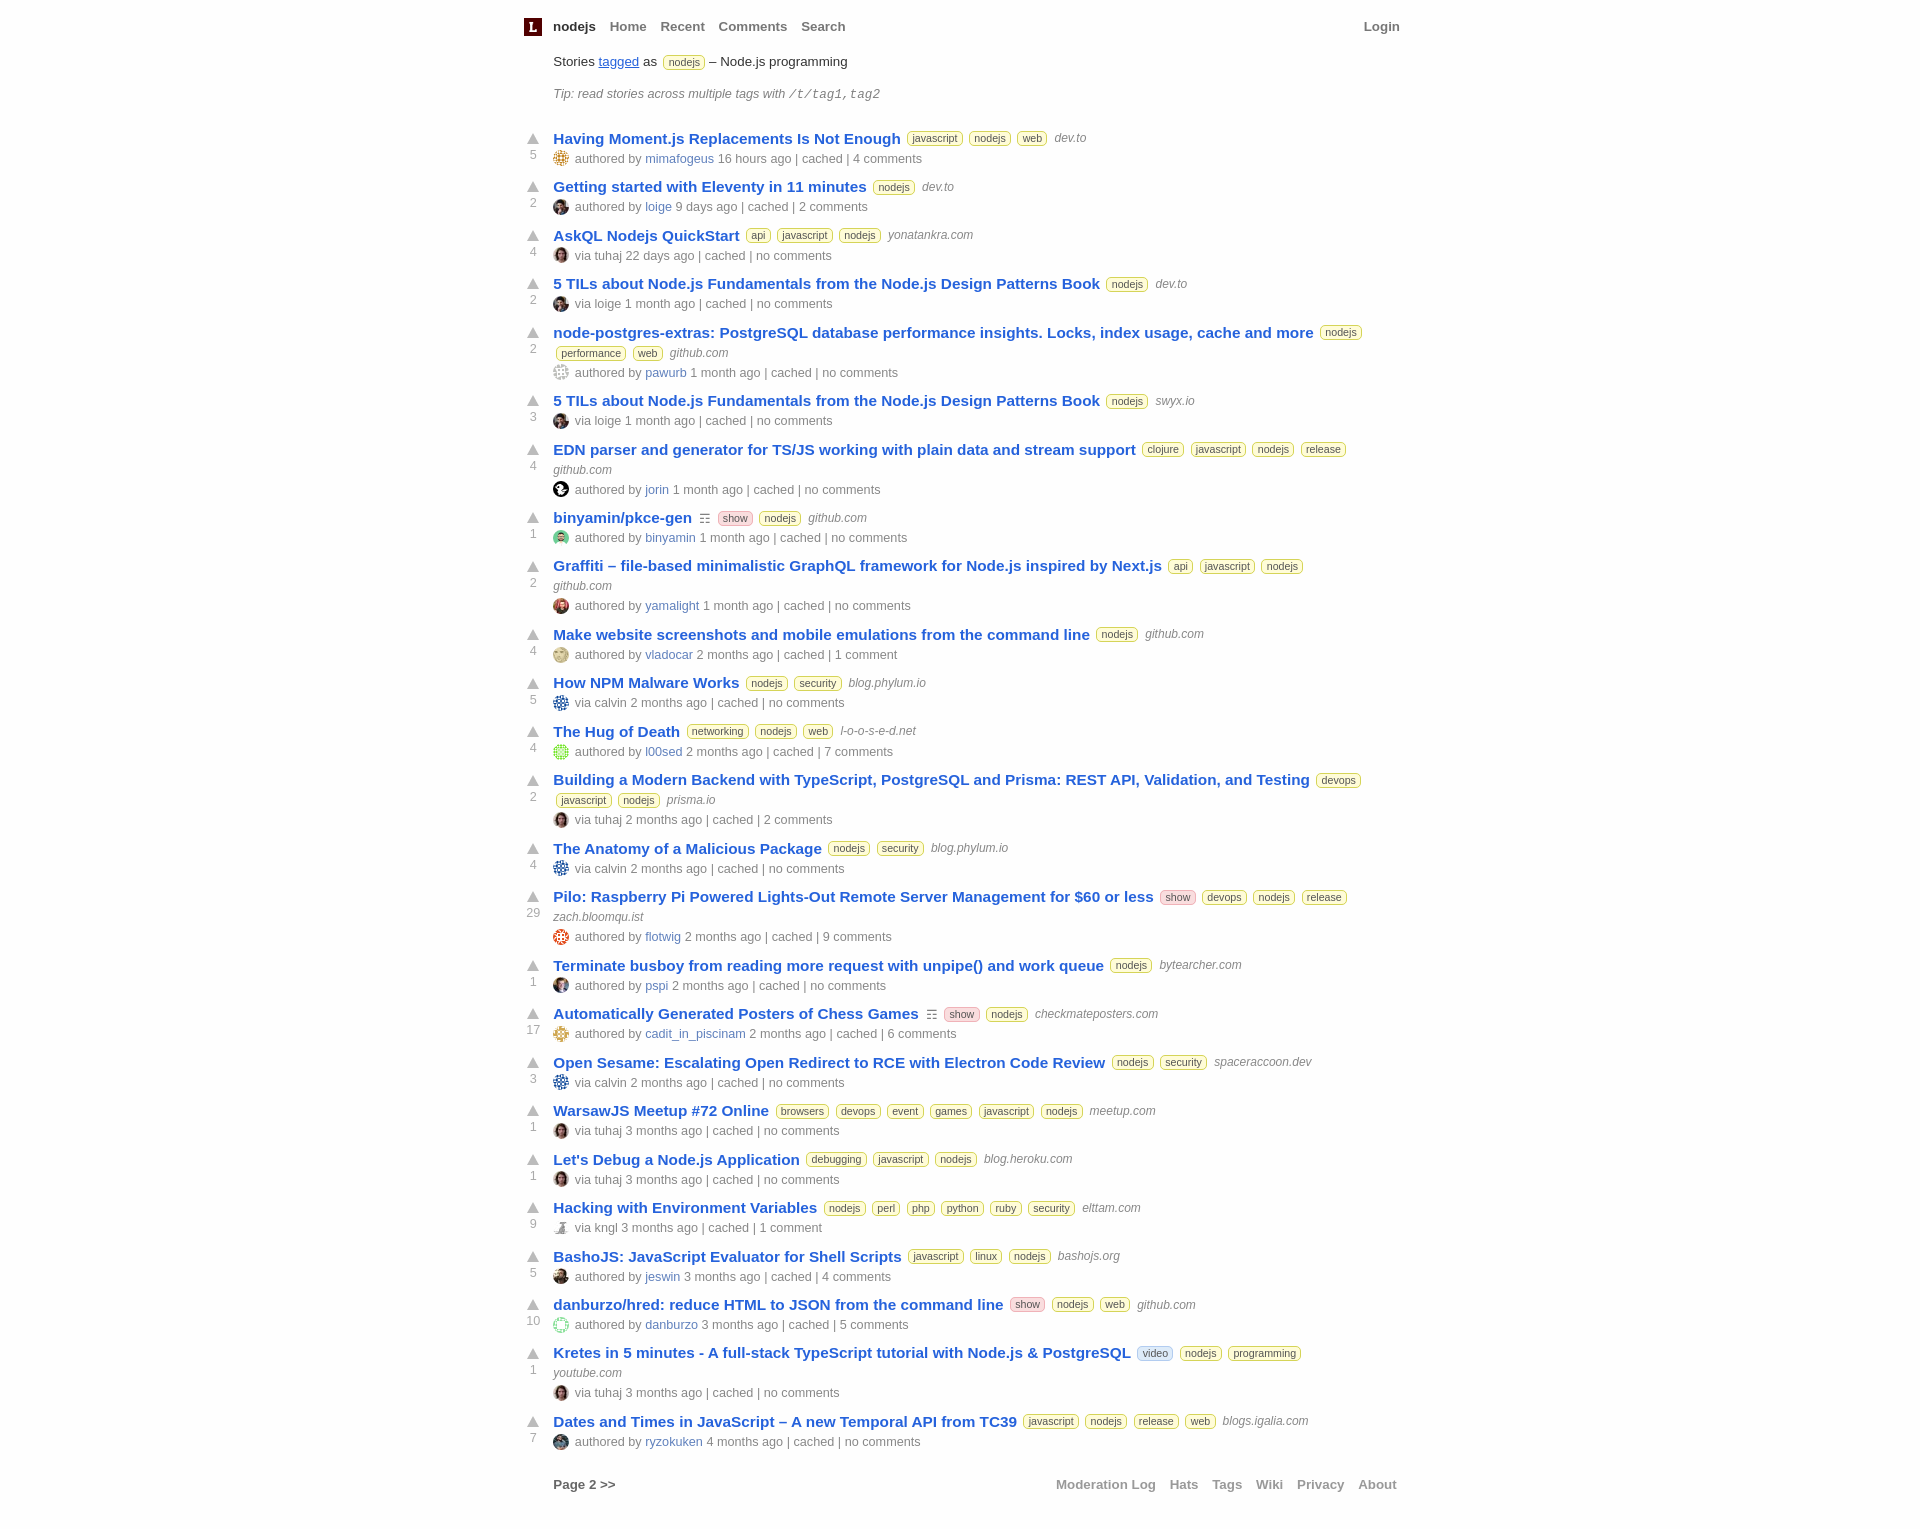 L nodejs Home Recent Comments Search Login
Stories tagged as nodejs – Node.js programming
Tip: read stories across multiple tags with /t/tag1,tag2
Having Moment.js Replacements Is Not Enough javascript nodejs web dev.to
5 authored by mimafogeus 16 hours ago | cached | 4 comments
Getting started with Eleventy in 11 minutes nodejs dev.to
2 authored by loige 9 days ago | cached | 2 comments
AskQL Nodejs QuickStart api javascript nodejs yonatankra.com
4 via tuhaj 22 days ago | cached | no comments
5 TILs about Node.js Fundamentals from the Node.js Design Patterns Book nodejs dev.to
2 via loige 1 month ago | cached | no comments
node-postgres-extras: PostgreSQL database performance insights. Locks, index usage, cache and more nodejs
2 performance web github.com
authored by pawurb 1 month ago | cached | no comments
5 TILs about Node.js Fundamentals from the Node.js Design Patterns Book nodejs swyx.io
3 via loige 1 month ago | cached | no comments
EDN parser and generator for TS/JS working with plain data and stream support clojure javascript nodejs release
4 github.com
authored by jorin 1 month ago | cached | no comments
binyamin/pkce-gen ☶ show nodejs github.com
1 authored by binyamin 1 month ago | cached | no comments
Graffiti – file-based minimalistic GraphQL framework for Node.js inspired by Next.js api javascript nodejs
2 github.com
authored by yamalight 1 month ago | cached | no comments
Make website screenshots and mobile emulations from the command line nodejs github.com
4 authored by vladocar 2 months ago | cached | 1 comment
How NPM Malware Works nodejs security blog.phylum.io
5 via calvin 2 months ago | cached | no comments
The Hug of Death networking nodejs web l-o-o-s-e-d.net
4 authored by l00sed 2 months ago | cached | 7 comments
Building a Modern Backend with TypeScript, PostgreSQL and Prisma: REST API, Validation, and Testing devops
2 javascript nodejs prisma.io
via tuhaj 2 months ago | cached | 2 comments
The Anatomy of a Malicious Package nodejs security blog.phylum.io
4 via calvin 2 months ago | cached | no comments
Pilo: Raspberry Pi Powered Lights-Out Remote Server Management for $60 or less show devops nodejs release
29 zach.bloomqu.ist
authored by flotwig 2 months ago | cached | 9 comments
Terminate busboy from reading more request with unpipe() and work queue nodejs bytearcher.com
1 authored by pspi 2 months ago | cached | no comments
Automatically Generated Posters of Chess Games ☶ show nodejs checkmateposters.com
17 authored by cadit_in_piscinam 2 months ago | cached | 6 comments
Open Sesame: Escalating Open Redirect to RCE with Electron Code Review nodejs security spaceraccoon.dev
3 via calvin 2 months ago | cached | no comments
WarsawJS Meetup #72 Online browsers devops event games javascript nodejs meetup.com
1 via tuhaj 3 months ago | cached | no comments
Let's Debug a Node.js Application debugging javascript nodejs blog.heroku.com
1 via tuhaj 3 months ago | cached | no comments
Hacking with Environment Variables nodejs perl php python ruby security elttam.com
9 via kngl 3 months ago | cached | 1 comment
BashoJS: JavaScript Evaluator for Shell Scripts javascript linux nodejs bashojs.org
5 authored by jeswin 3 months ago | cached | 4 comments
danburzo/hred: reduce HTML to JSON from the command line show nodejs web github.com
10 authored by danburzo 3 months ago | cached | 5 comments
Kretes in 5 minutes - A full-stack TypeScript tutorial with Node.js & PostgreSQL video nodejs programming
1 youtube.com
via tuhaj 3 months ago | cached | no comments
Dates and Times in JavaScript – A new Temporal API from TC39 javascript nodejs release web blogs.igalia.com
7 authored by ryzokuken 4 months ago | cached | no comments
Page 2 >> Moderation Log Hats Tags Wiki Privacy About